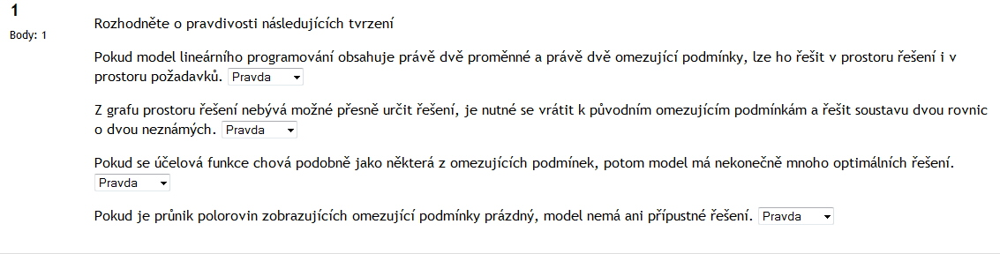 1
Body: 1
Rozhodněte o pravdivosti následujících tvrzení
Pokud model lineárního programování obsahuje právě dvě proměnné a právě dvě omezující podmínky, lze ho řešit v prostoru řešení i v
prostoru požadavků. Pravda
Z grafu prostoru řešení nebývá možné přesně určit řešení, je nutné se vrátit k původním omezujícím podmínkám a řešit soustavu dvou rovnic
o dvou neznámých. Pravda
Pokud se účelová funkce chová podobně jako některá z omezujících podmínek, potom model má nekonečně mnoho optimálních řešení.
Pravda
Pokud je průnik polorovin zobrazujících omezující podmínky prázdný, model nemá ani přípustné řešení. Pravda